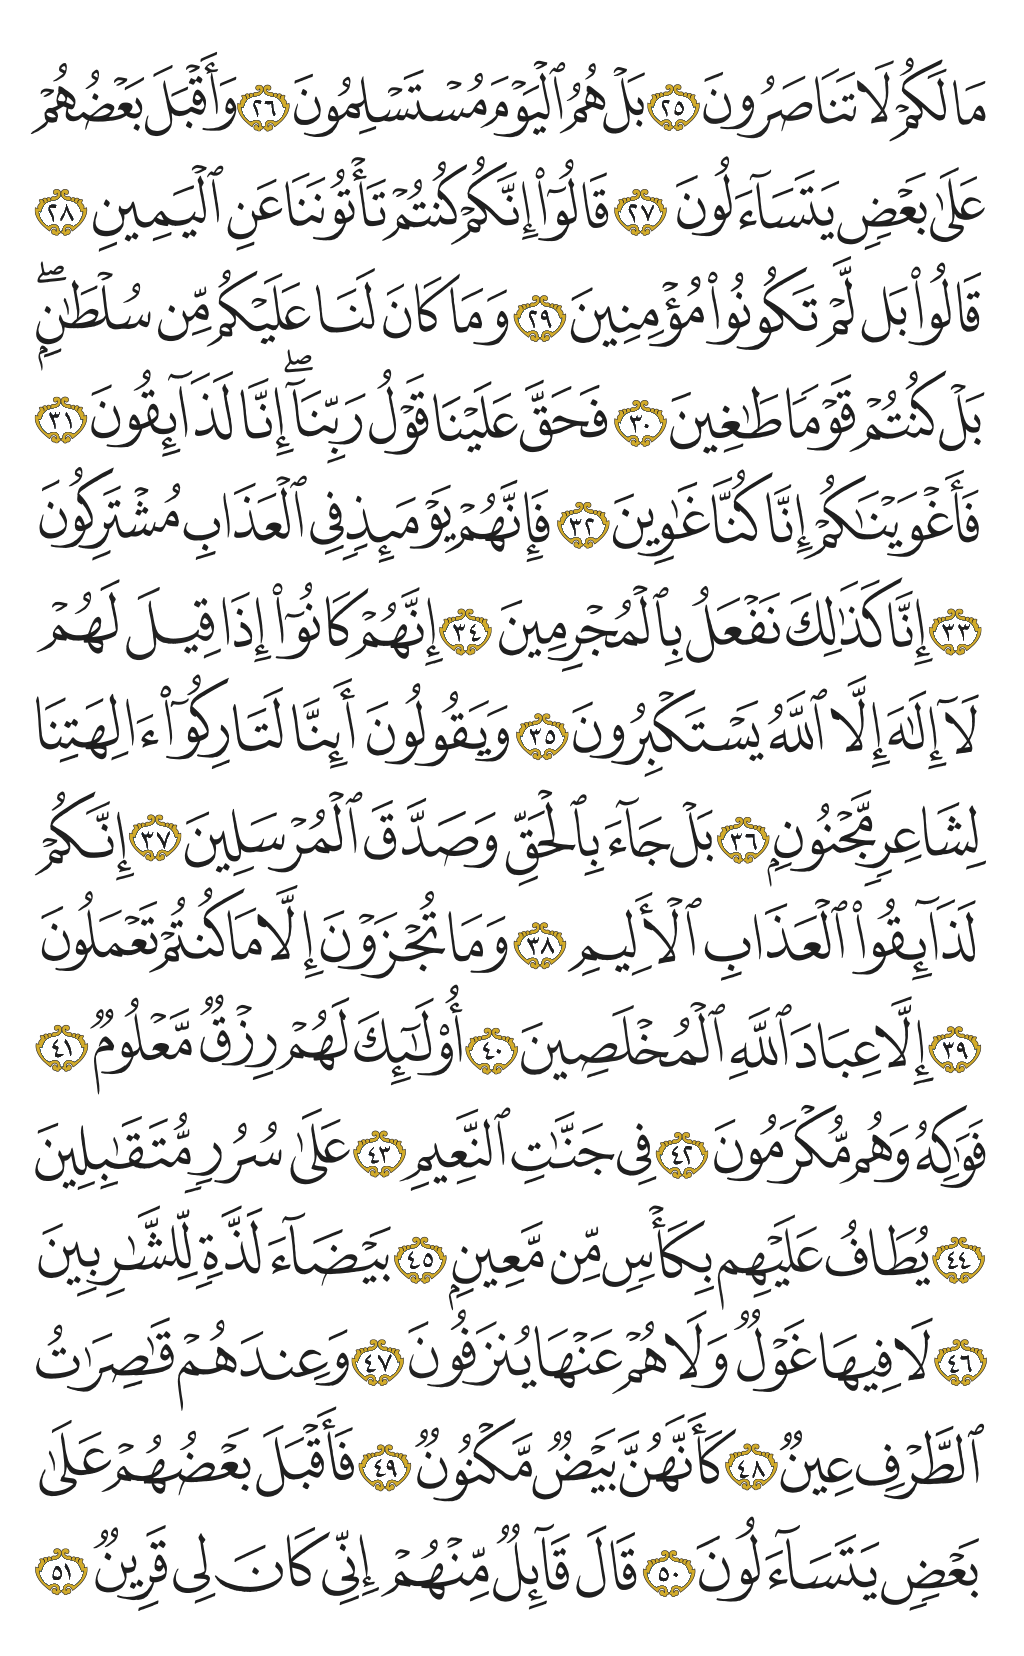 مَا لَكُمْ لَا تَنَاصَرُونَ ٢٥ بَلْ هُمُ ٱلْيَوْمَ مُسْتَسْلِمُونَ ٢٦ وَأَقْبَلَ بَعْضُهُمْ
عَلَىٰ بَعْضٍ يَتَسَآءَلُونَ ٢٧ قَالُوٓا۟ إِنَّكُمْ كُنتُمْ تَأْتُونَنَا عَنِ ٱلْيَمِينِ ٢٨
قَالُوا۟ بَل لَّمْ تَكُونُوا۟ مُؤْمِنِينَ ٢٩ وَمَا كَانَ لَنَا عَلَيْكُم مِّن سُلْطَٰنٍۭ ۖ
بَلْ كُنتُمْ قَوْمًا طَٰغِينَ ٣٠ فَحَقَّ عَلَيْنَا قَوْلُ رَبِّنَآ ۖ إِنَّا لَذَآئِقُونَ ٣١
فَأَغْوَيْنَٰكُمْ إِنَّا كُنَّا غَٰوِينَ ٣٢ فَإِنَّهُمْ يَوْمَئِذٍ فِى ٱلْعَذَابِ مُشْتَرِكُونَ
٣٣ إِنَّا كَذَٰلِكَ نَفْعَلُ بِٱلْمُجْرِمِينَ ٣٤ إِنَّهُمْ كَانُوٓا۟ إِذَا قِيلَ لَهُمْ
لَآ إِلَٰهَ إِلَّا ٱللَّهُ يَسْتَكْبِرُونَ ٣٥ وَيَقُولُونَ أَئِنَّا لَتَارِكُوٓا۟ ءَالِهَتِنَا
لِشَاعِرٍ مَّجْنُونٍۭ ٣٦ بَلْ جَآءَ بِٱلْحَقِّ وَصَدَّقَ ٱلْمُرْسَلِينَ ٣٧ إِنَّكُمْ
لَذَآئِقُوا۟ ٱلْعَذَابِ ٱلْأَلِيمِ ٣٨ وَمَا تُجْزَوْنَ إِلَّا مَا كُنتُمْ تَعْمَلُونَ
٣٩ إِلَّا عِبَادَ ٱللَّهِ ٱلْمُخْلَصِينَ ٤٠ أُو۟لَٰٓئِكَ لَهُمْ رِزْقٌ مَّعْلُومٌ ٤١
فَوَٰكِهُ وَهُم مُّكْرَمُونَ ٤٢ فِى جَنَّٰتِ ٱلنَّعِيمِ ٤٣ عَلَىٰ سُرُرٍ مُّتَقَٰبِلِينَ
٤٤ يُطَافُ عَلَيْهِم بِكَأْسٍ مِّن مَّعِينٍۭ ٤٥ بَيْضَآءَ لَذَّةٍ لِّلشَّٰرِبِينَ
٤٦ لَا فِيهَا غَوْلٌ وَلَا هُمْ عَنْهَا يُنزَفُونَ ٤٧ وَعِندَهُمْ قَٰصِرَٰتُ
ٱلطَّرْفِ عِينٌ ٤٨ كَأَنَّهُنَّ بَيْضٌ مَّكْنُونٌ ٤٩ فَأَقْبَلَ بَعْضُهُمْ عَلَىٰ
بَعْضٍ يَتَسَآءَلُونَ ٥٠ قَالَ قَآئِلٌ مِّنْهُمْ إِنِّى كَانَ لِى قَرِينٌ ٥١